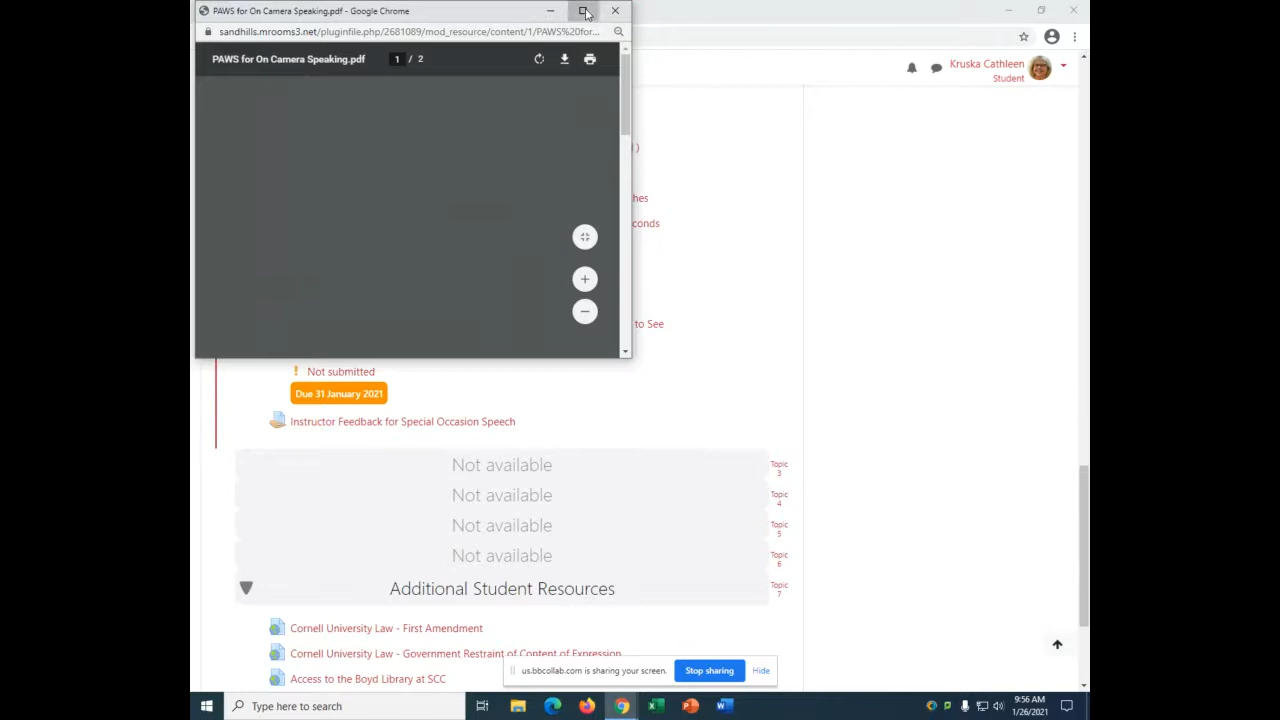 PAWS for On Camera Speaking.pdf - Google Chrome
sandhills.mrooms3.net/pluginfile.php/2681089/mod_resource/content/1/PAWS%20for...
PAWS for On Camera Speaking.pdf
1 / 2
Kruska Cathleen
Student
)
hes
conds
to See
Not submitted
Due 31 January 2021
Instructor Feedback for Special Occasion Speech
Not available
Topic
3
Not available
Topic
4
Not available
Topic
5
Not available
Topic
6
Additional Student Resources
Topic
7
Cornell University Law - First Amendment
Cornell University Law - Government Restraint of Content of Expression
us.bbcollab.com is sharing your screen.
Stop sharing
Hide
Access to the Boyd Library at SCC
Type here to search
9:56 AM
1/26/2021